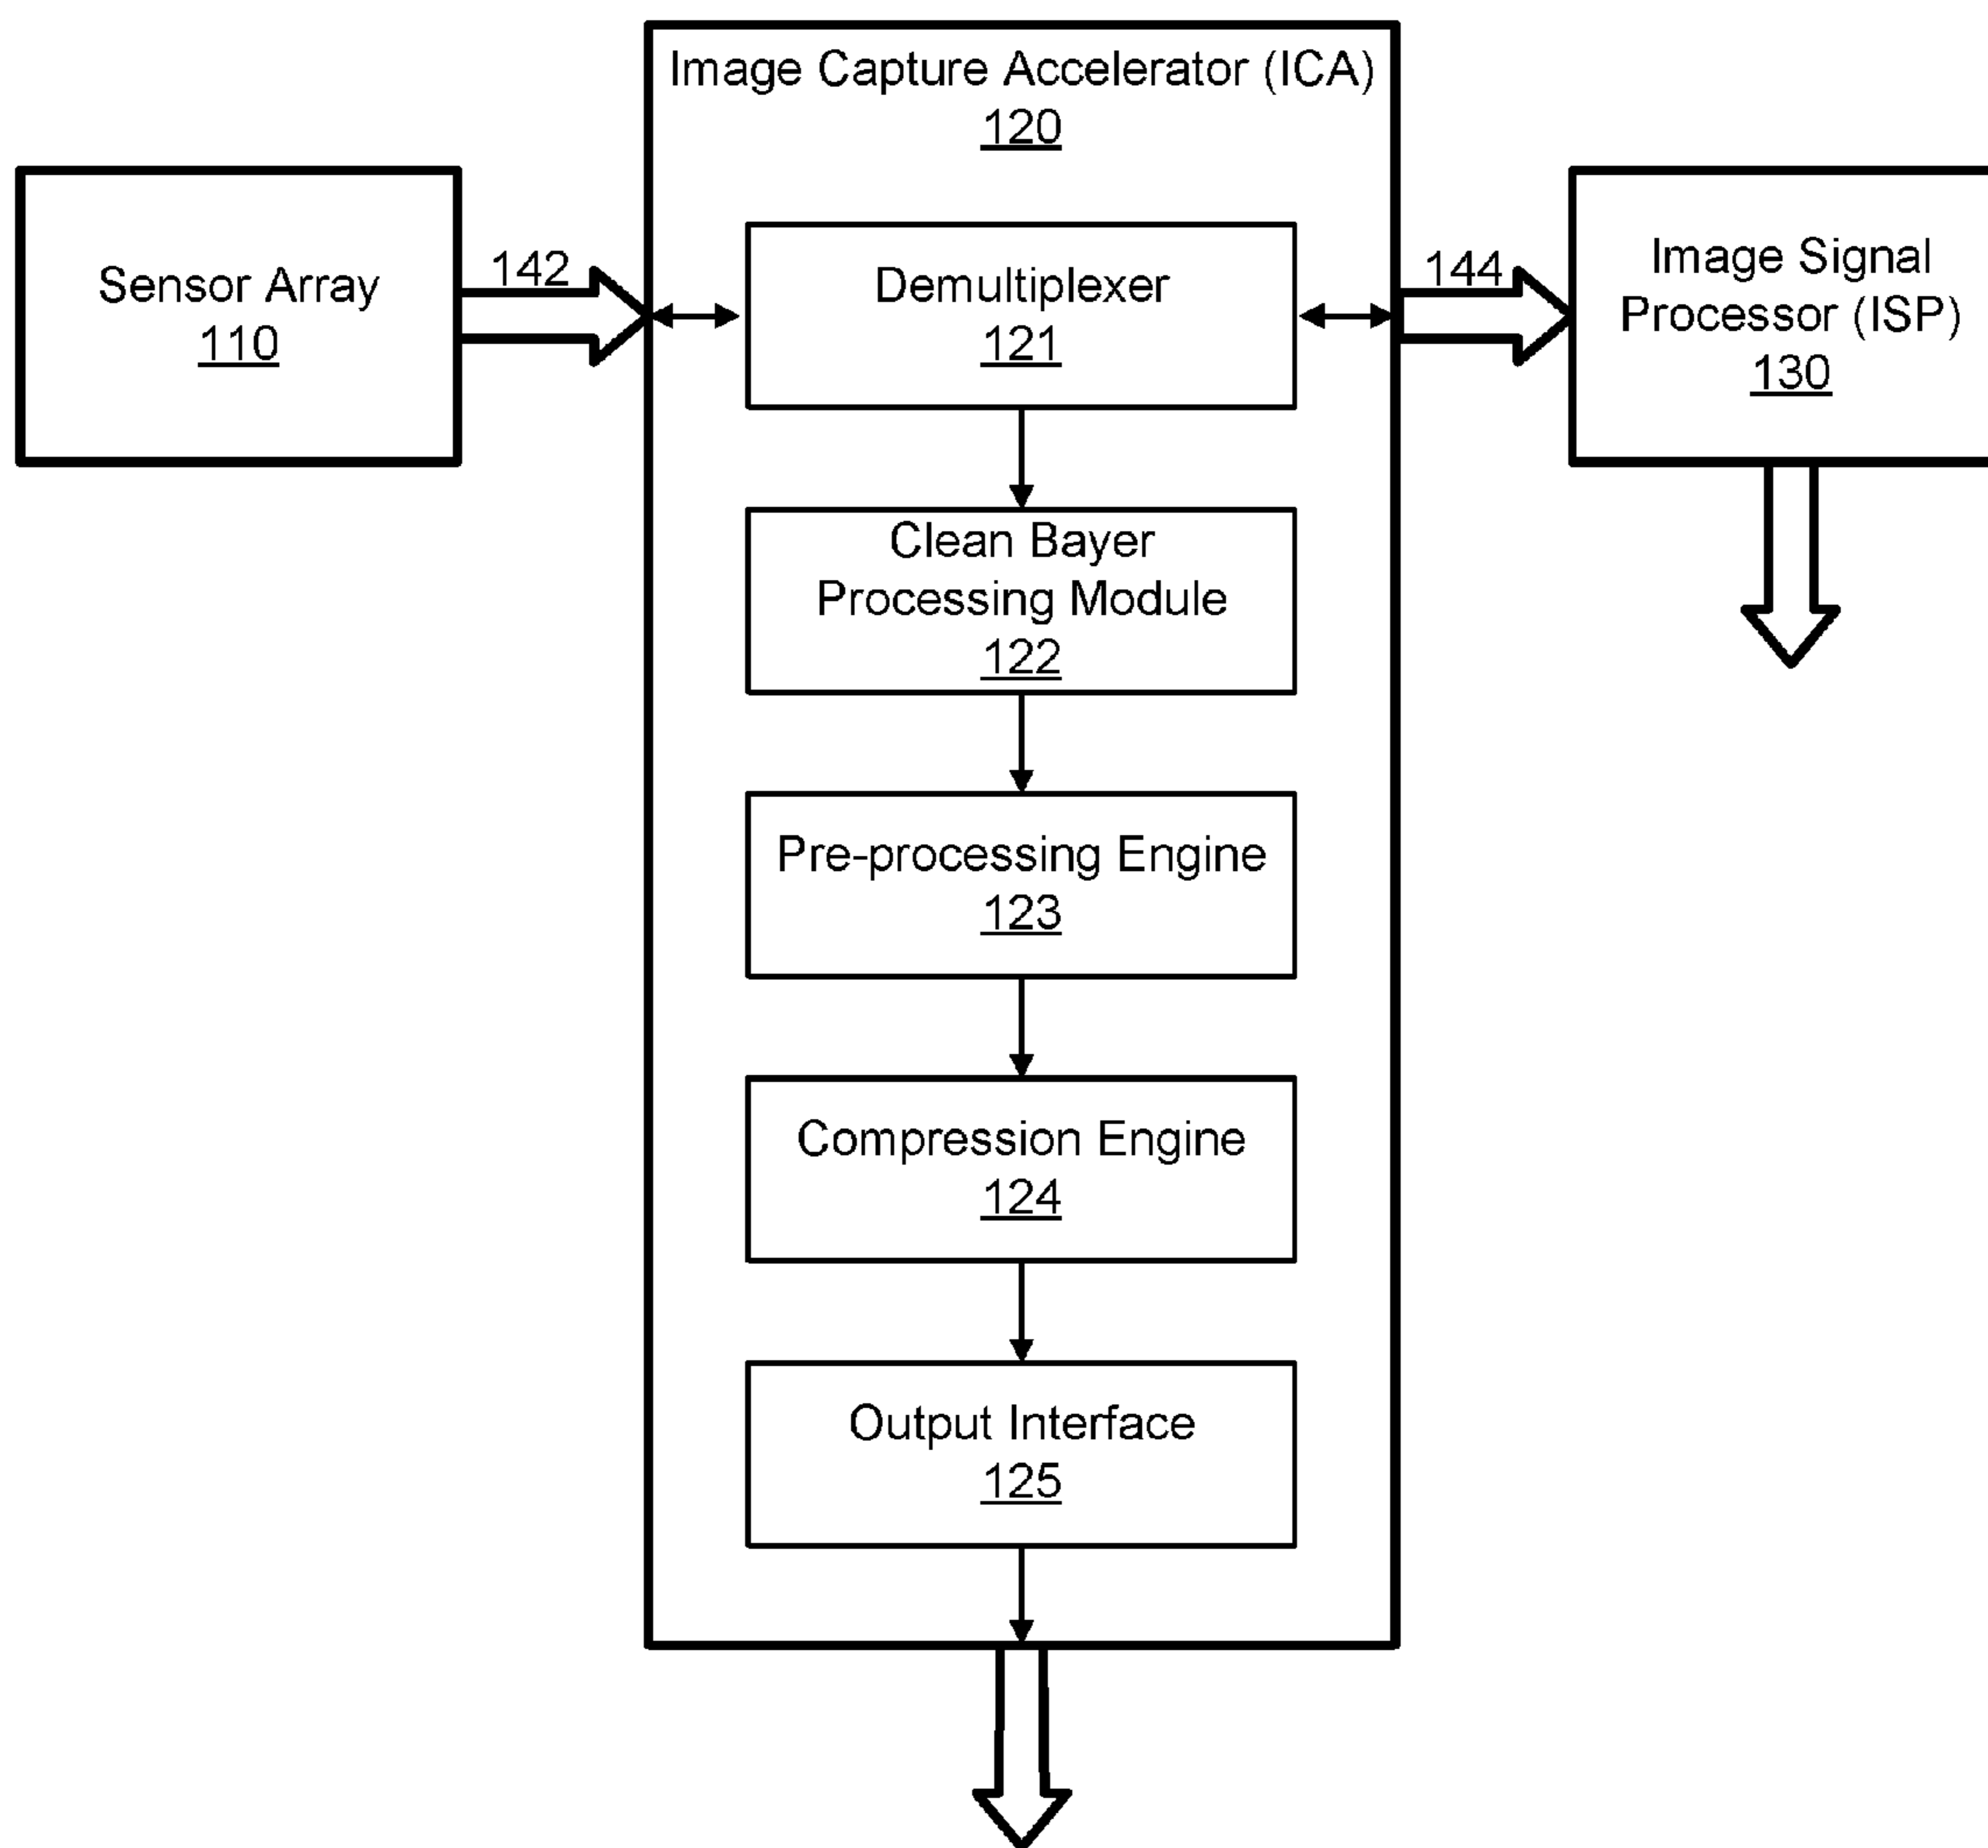 Image Capture Accelerator (ICA)
120
Sensor Array
110
142
Demultiplexer
121
144
Image Signal
Processor (ISP)
130
Clean Bayer
Processing Module
122
Pre-processing Engine
123
Compression Engine
124
Output Interface
125